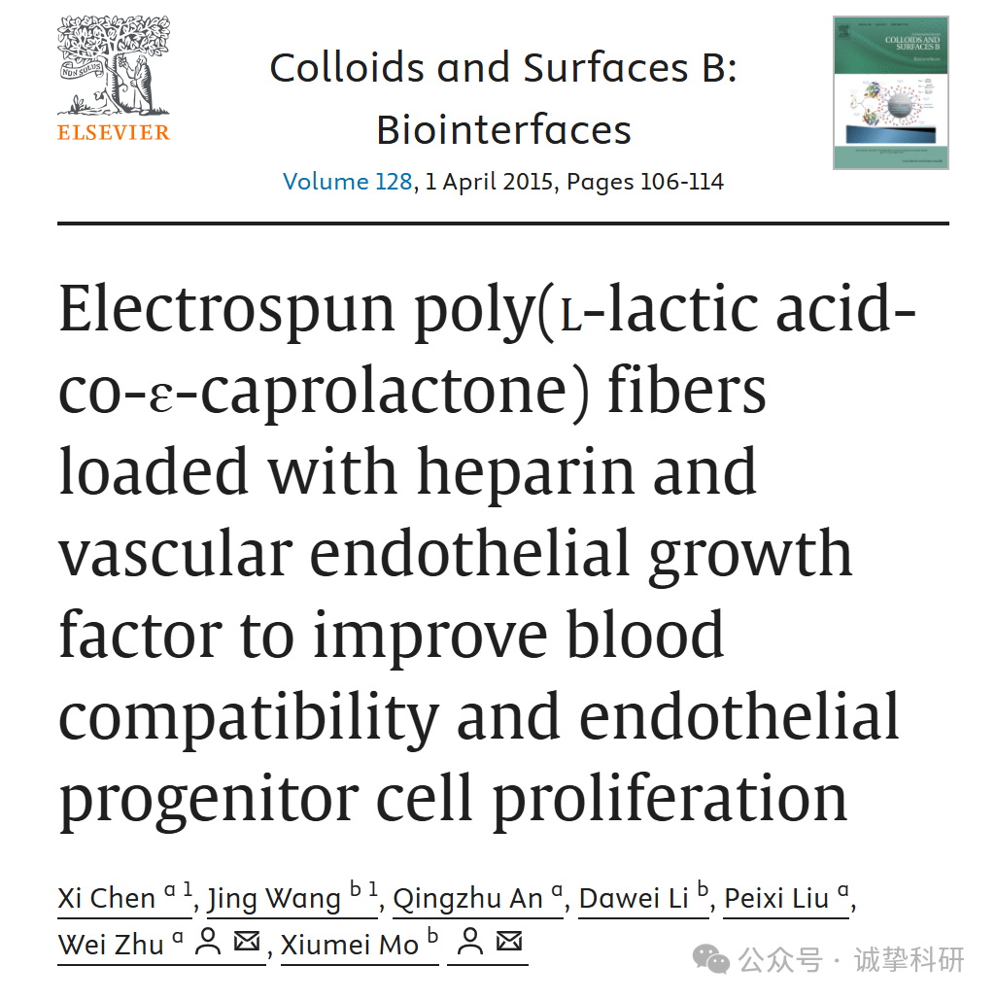 NON SOLUS
ELSEVIER
Colloids and Surfaces B:
Biointerfaces
Volume 128, 1 April 2015, Pages 106-114
COLLOIDS AND
SURFACES B
Electrospun poly(L-lactic acid-
co-ε-caprolactone) fibers
loaded with heparin and
vascular endothelial growth
factor to improve blood
compatibility and endothelial
progenitor cell proliferation
Xi Chen a 1, Jing Wang b 1, Qingzhu An a, Dawei Li b, Peixi Liu a,
Wei Zhu a, Xiumei Mo b
公众号 · 诚挚科研